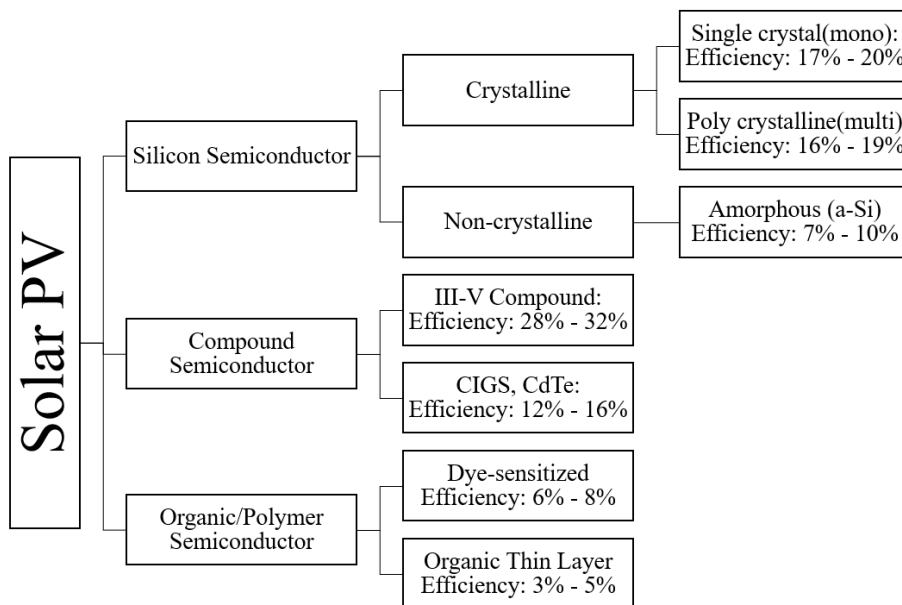 Solar PV
Silicon Semiconductor
Crystalline
Single crystal(mono):
Efficiency: 17% - 20%
Poly crystalline(multi)
Efficiency: 16% - 19%
Non-crystalline
Amorphous (a-Si)
Efficiency: 7% - 10%
Compound
Semiconductor
III-V Compound:
Efficiency: 28% - 32%
CIGS, CdTe:
Efficiency: 12% - 16%
Organic/Polymer
Semiconductor
Dye-sensitized
Efficiency: 6% - 8%
Organic Thin Layer
Efficiency: 3% - 5%